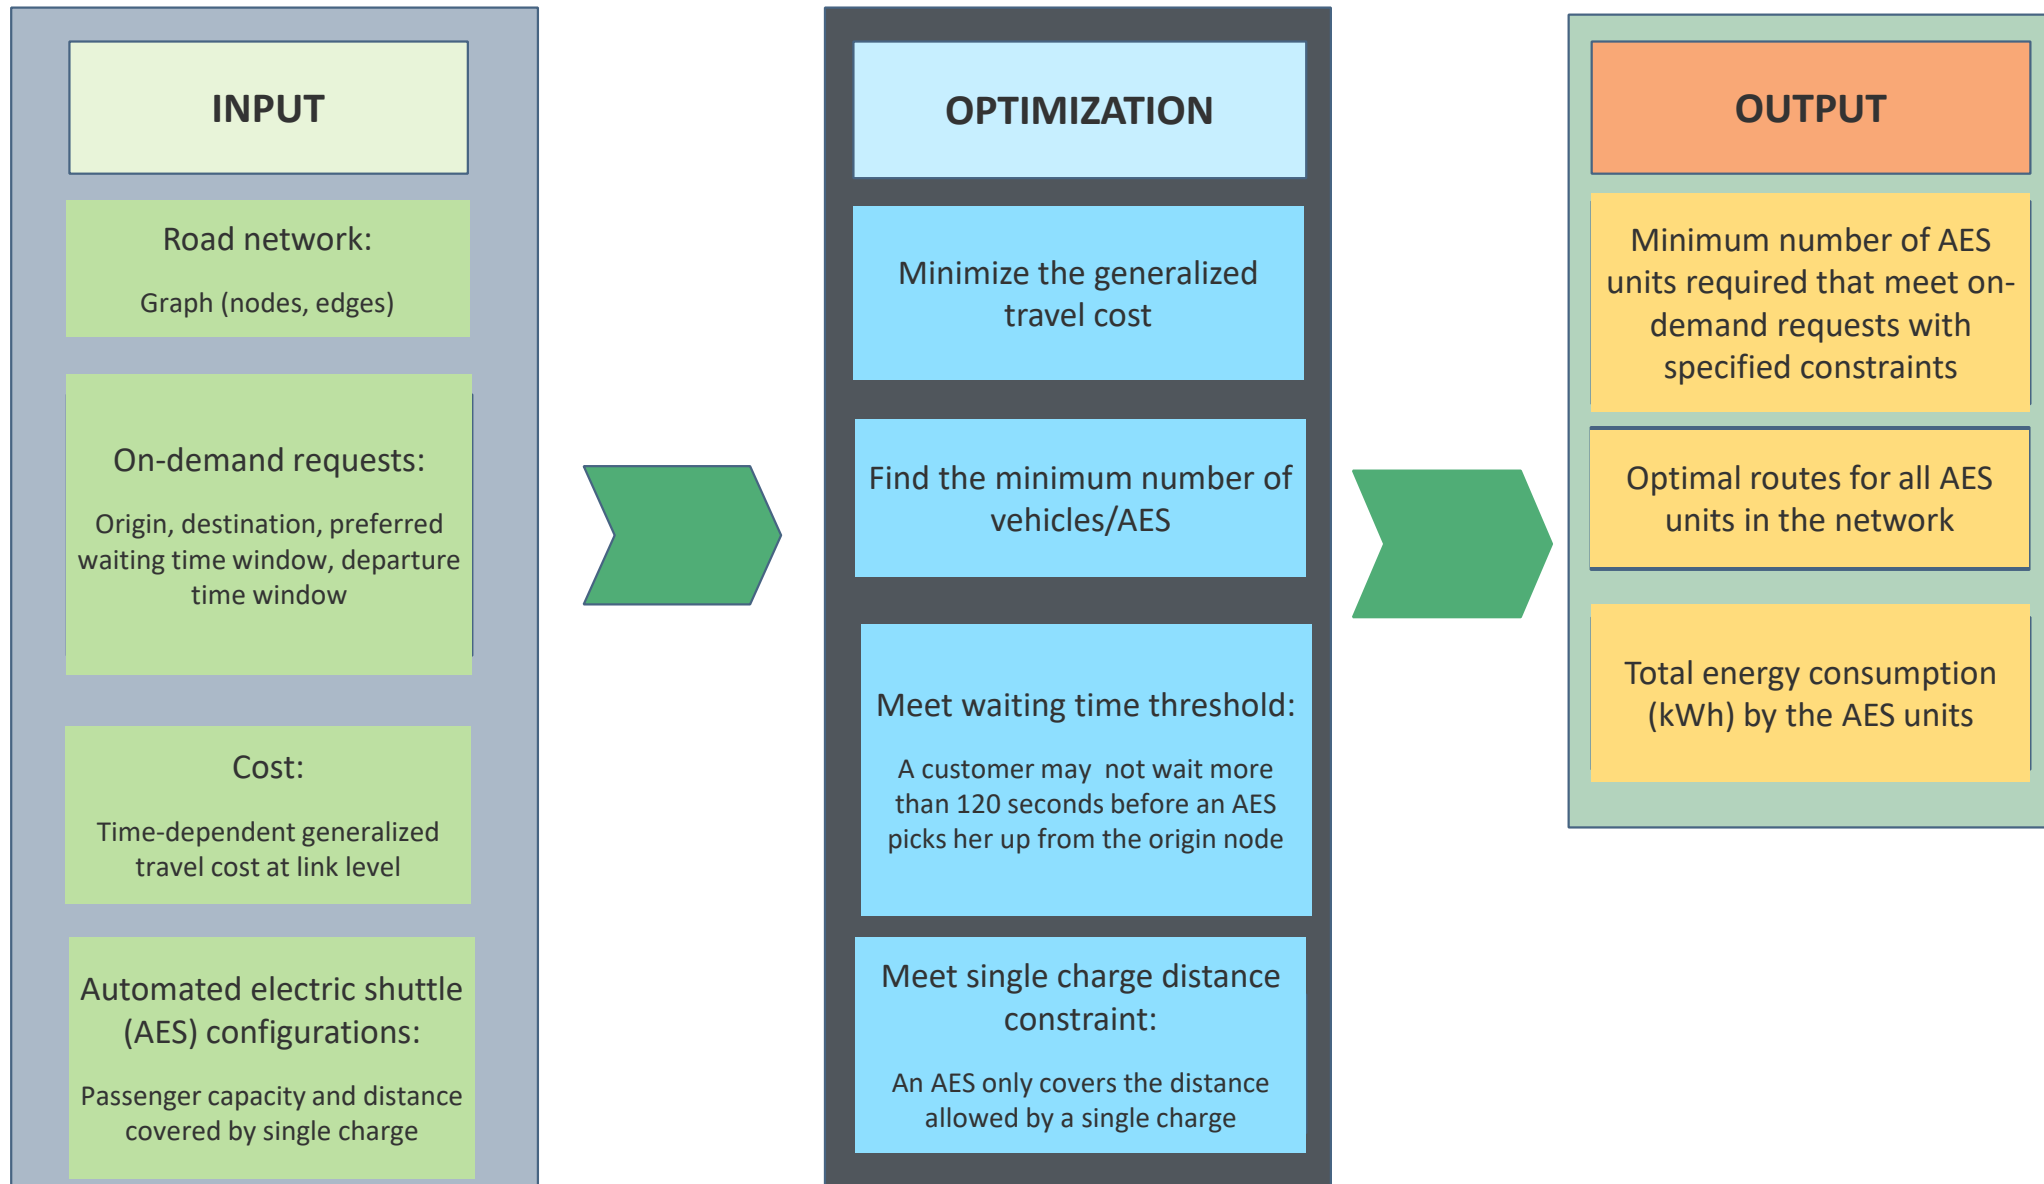 INPUT
Road network:
Graph (nodes, edges)
On-demand requests:
Origin, destination, preferred
waiting time window, departure
time window
Cost:
Time-dependent generalized
travel cost at link level
Automated electric shuttle
(AES) configurations:
Passenger capacity and distance
covered by single charge
OPTIMIZATION
Minimize the generalized
travel cost
Find the minimum number of
vehicles/AES
Meet waiting time threshold:
A customer may  not wait more
than 120 seconds before an AES
picks her up from the origin node
Meet single charge distance
constraint:
An AES only covers the distance
allowed by a single charge
OUTPUT
Minimum number of AES
units required that meet on-
demand requests with
specified constraints
Optimal routes for all AES
units in the network
Total energy consumption
(kWh) by the AES units